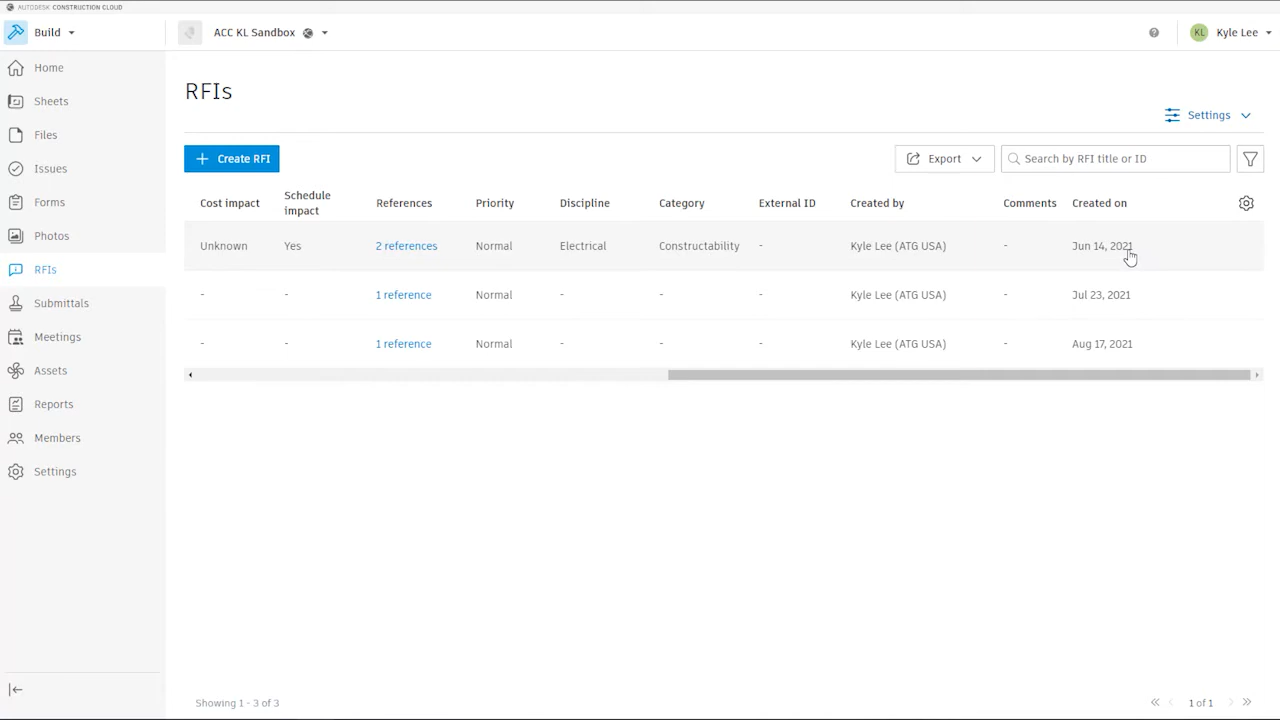 AUTODESK CONSTRUCTION CLOUD
Build
ACC KL Sandbox
KL Kyle Lee
Home
Sheets
Files
Issues
Forms
Photos
RFIs
Submittals
Meetings
Assets
Reports
Members
Settings
RFIs
Settings
+ Create RFI
Export
Search by RFI title or ID
Cost impact Schedule impact References Priority Discipline Category External ID Created by Comments Created on
Unknown Yes 2 references Normal Electrical Constructability - Kyle Lee (ATG USA) - Jun 14, 2021
- - 1 reference Normal - - - Kyle Lee (ATG USA) - Jul 23, 2021
- - 1 reference Normal - - - Kyle Lee (ATG USA) - Aug 17, 2021
Showing 1 - 3 of 3
1 of 1